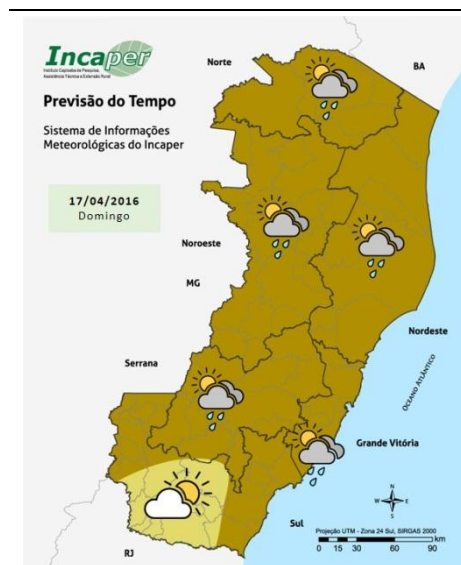 Incaper
Instituto Capixaba de Pesquisa,
Assistência Técnica e Extensão Rural
Previsão do Tempo
Sistema de Informações
Meteorológicas do Incaper
17/04/2016
Domingo
Norte
BA
Noroeste
MG
Nordeste
Serrana
OCEANO ATLÂNTICO
Grande Vitória
Sul
RJ
N
W
E
S
Projeção UTM - Zona 24 Sul, SIRGAS 2000
0 15 30 60 90 km